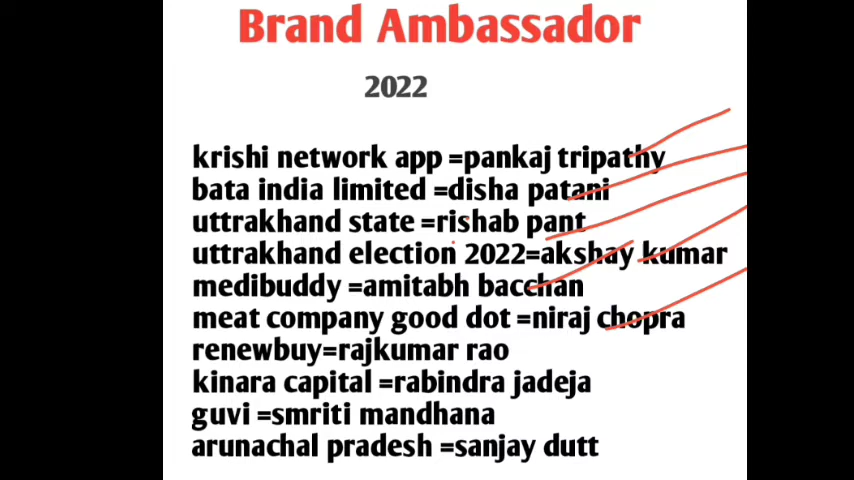 Brand Ambassador
2022
krishi network app =pankaj tripathy
bata india limited =disha patani
uttrakhand state =rishab pant
uttrakhand election 2022=akshay kumar
medibuddy =amitabh bacchan
meat company good dot =niraj chopra
renewbuy=rajkumar rao
kinara capital =rabindra jadeja
guvi =smriti mandhana
arunachal pradesh =sanjay dutt